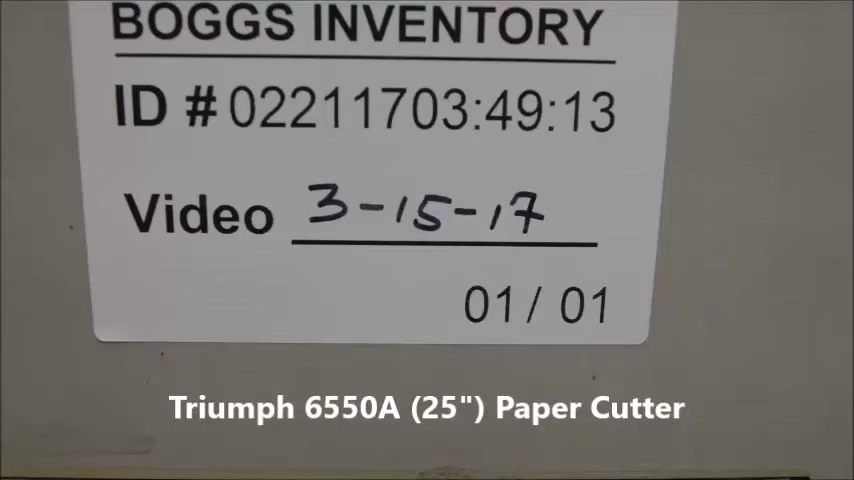 BOGGS INVENTORY
ID # 02211703:49:13
Video 3-15-17
01/ 01
Triumph 6550A (25") Paper Cutter